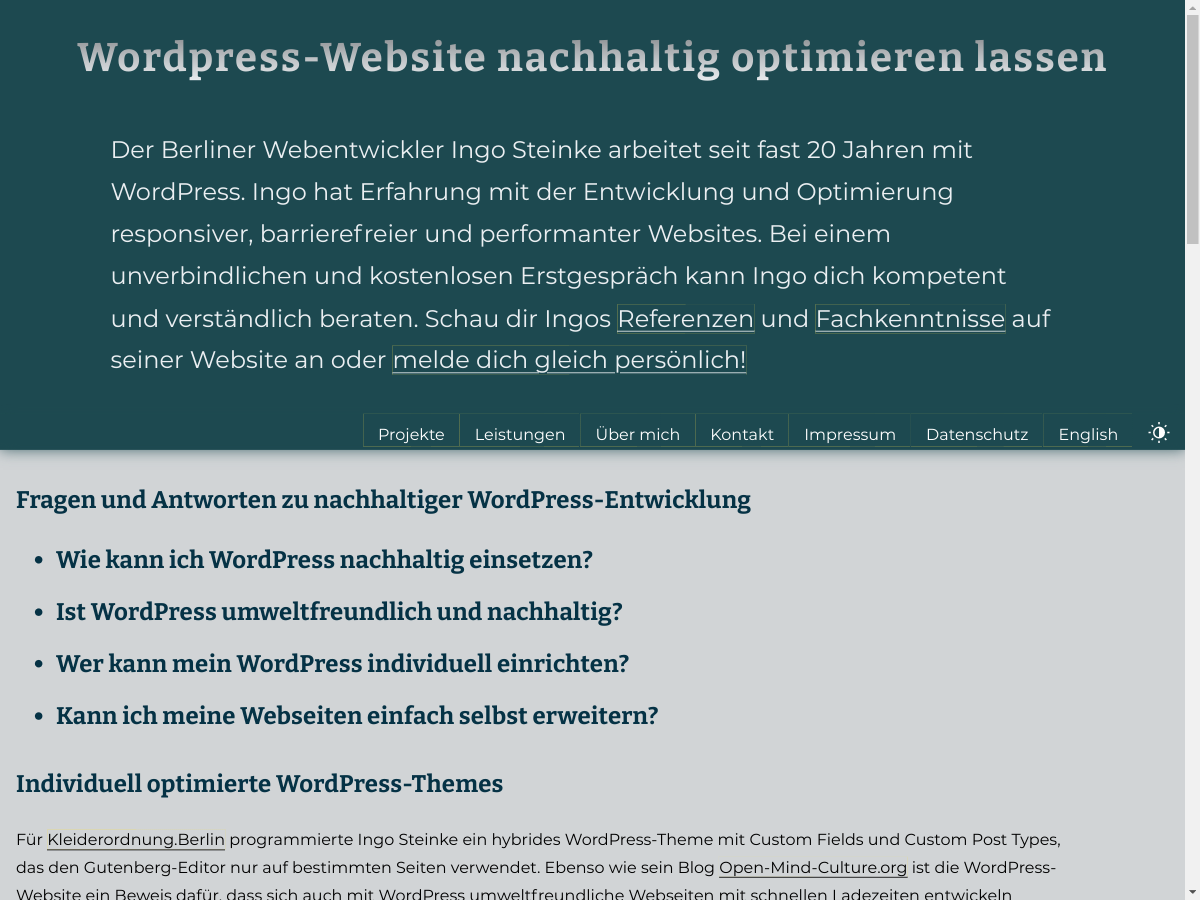 Wordpress-Website nachhaltig optimieren lassen
Der Berliner Webentwickler Ingo Steinke arbeitet seit fast 20 Jahren mit
WordPress. Ingo hat Erfahrung mit der Entwicklung und Optimierung
responsiver, barrierefreier und performanter Websites. Bei einem
unverbindlichen und kostenlosen Erstgespräch kann Ingo dich kompetent
und verständlich beraten. Schau dir Ingos Referenzen und Fachkenntnisse auf
seiner Website an oder melde dich gleich persönlich!
Projekte Leistungen Über mich Kontakt Impressum Datenschutz English
Fragen und Antworten zu nachhaltiger WordPress-Entwicklung
• Wie kann ich WordPress nachhaltig einsetzen?
• Ist WordPress umweltfreundlich und nachhaltig?
• Wer kann mein WordPress individuell einrichten?
• Kann ich meine Webseiten einfach selbst erweitern?
Individuell optimierte WordPress-Themes
Für Kleiderordnung.Berlin programmierte Ingo Steinke ein hybrides WordPress-Theme mit Custom Fields und Custom Post Types,
das den Gutenberg-Editor nur auf bestimmten Seiten verwendet. Ebenso wie sein Blog Open-Mind-Culture.org ist die WordPress-
Website ein Beweis dafür, dass sich auch mit WordPress umweltfreundliche Webseiten mit schnellen Ladezeiten entwickeln